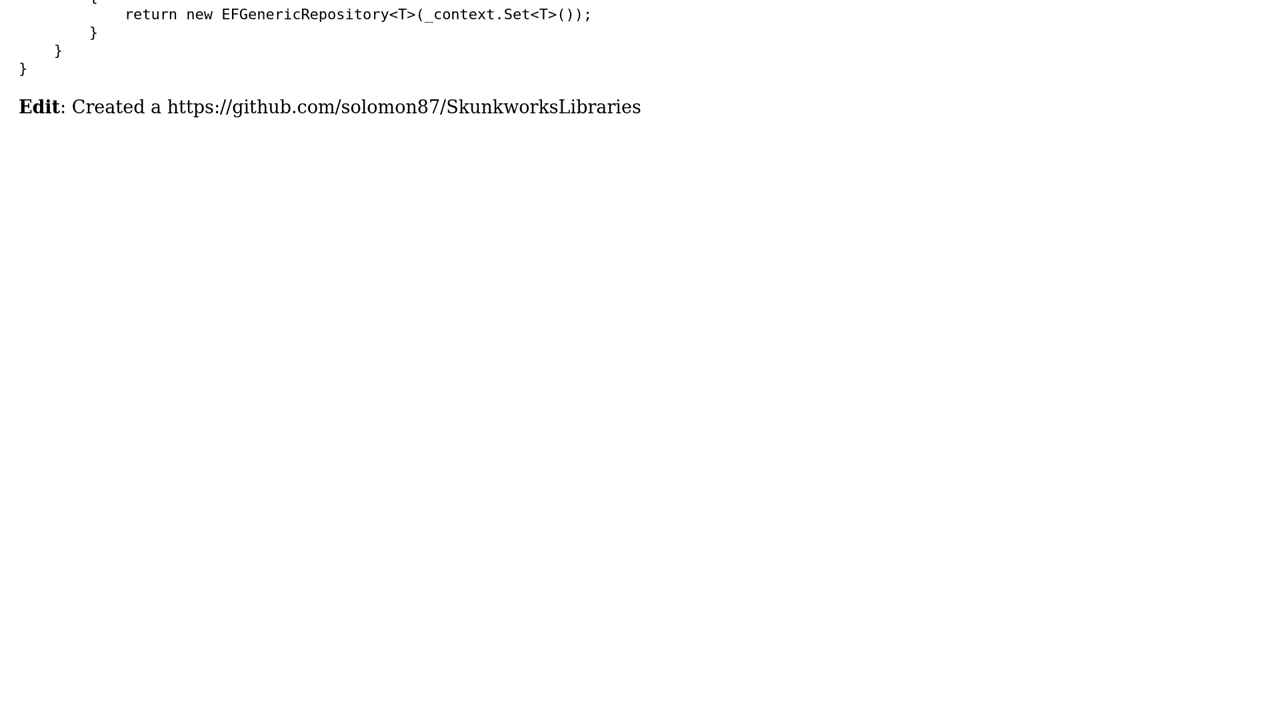 {
return new EFGenericRepository<T>(_context.Set<T>());
}
}
}
Edit: Created a https://github.com/solomon87/SkunkworksLibraries